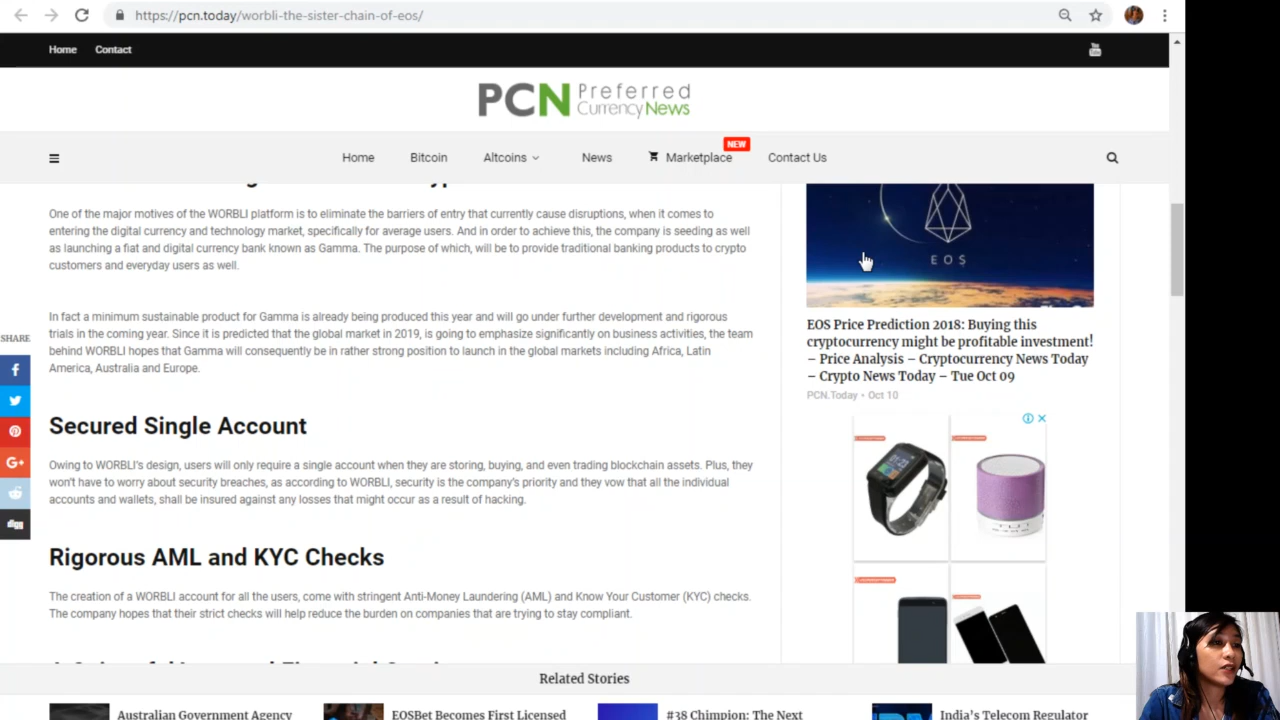 https://pcn.today/worbli-the-sister-chain-of-eos/
Home Contact
PCN Preferred Currency News
Home Bitcoin Altcoins News Marketplace NEW Contact Us
One of the major motives of the WORBLI platform is to eliminate the barriers of entry that currently cause disruptions, when it comes to
entering the digital currency and technology market, specifically for average users. And in order to achieve this, the company is seeding as well
as launching a fiat and digital currency bank known as Gamma. The purpose of which, will be to provide traditional banking products to crypto
customers and everyday users as well.
In fact a minimum sustainable product for Gamma is already being produced this year and will go under further development and rigorous
trials in the coming year. Since it is predicted that the global market in 2019, is going to emphasize significantly on business activities, the team
behind WORBLI hopes that Gamma will consequently be in rather strong position to launch in the global markets including Africa, Latin
America, Australia and Europe.
SHARE
Secured Single Account
Owing to WORBLI's design, users will only require a single account when they are storing, buying, and even trading blockchain assets. Plus, they
won't have to worry about security breaches, as according to WORBLI, security is the company's priority and they vow that all the individual
accounts and wallets, shall be insured against any losses that might occur as a result of hacking.
Rigorous AML and KYC Checks
The creation of a WORBLI account for all the users, come with stringent Anti-Money Laundering (AML) and Know Your Customer (KYC) checks.
The company hopes that their strict checks will help reduce the burden on companies that are trying to stay compliant.
G+
digg
EOS
EOS Price Prediction 2018: Buying this
cryptocurrency might be profitable investment!
– Price Analysis – Cryptocurrency News Today
– Crypto News Today – Tue Oct 09
PCN.Today • Oct 10
Related Stories
Australian Government Agency
EOSBet Becomes First Licensed
#38 Chimpion: The Next
India's Telecom Regulator